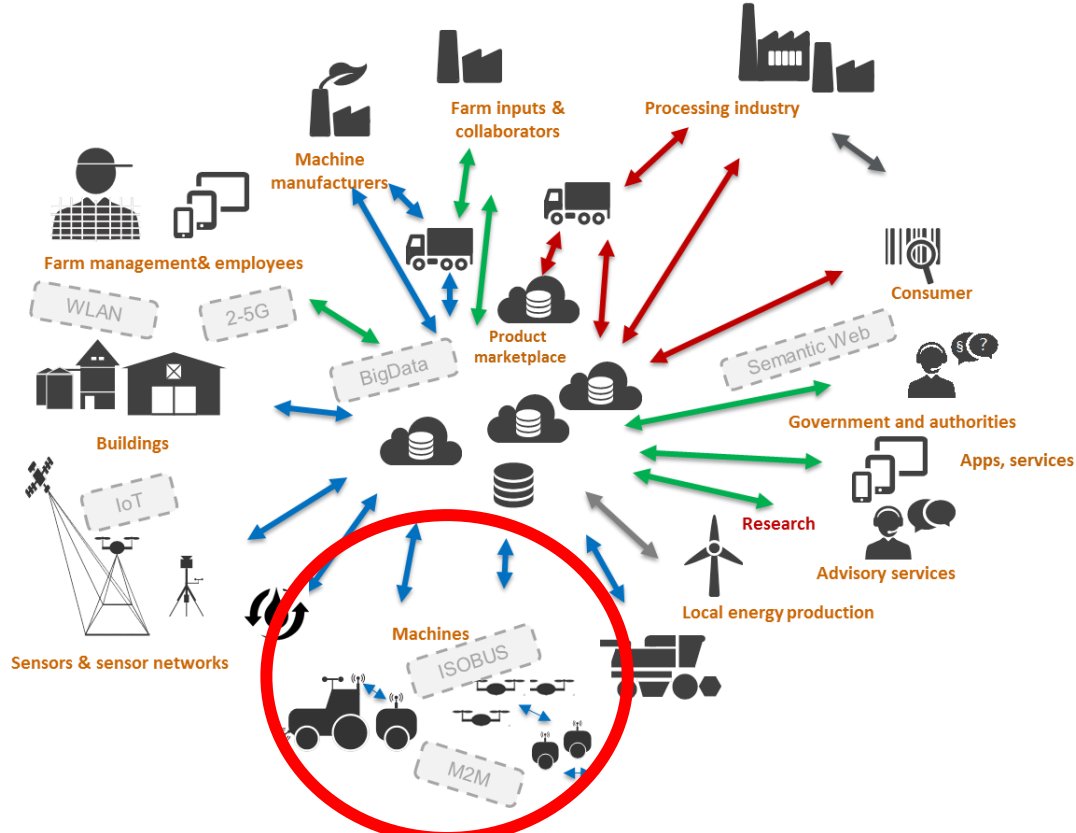 Farm inputs &
collaborators
Processing industry
Machine
manufacturers
Farm management& employees
WLAN
2-5G
BigData
Product
marketplace
Consumer
Semantic Web
§
?
Government and authorities
Buildings
Apps, services
IoT
Research
Advisory services
Local energy production
Machines
ISOBUS
Sensors & sensor networks
M2M